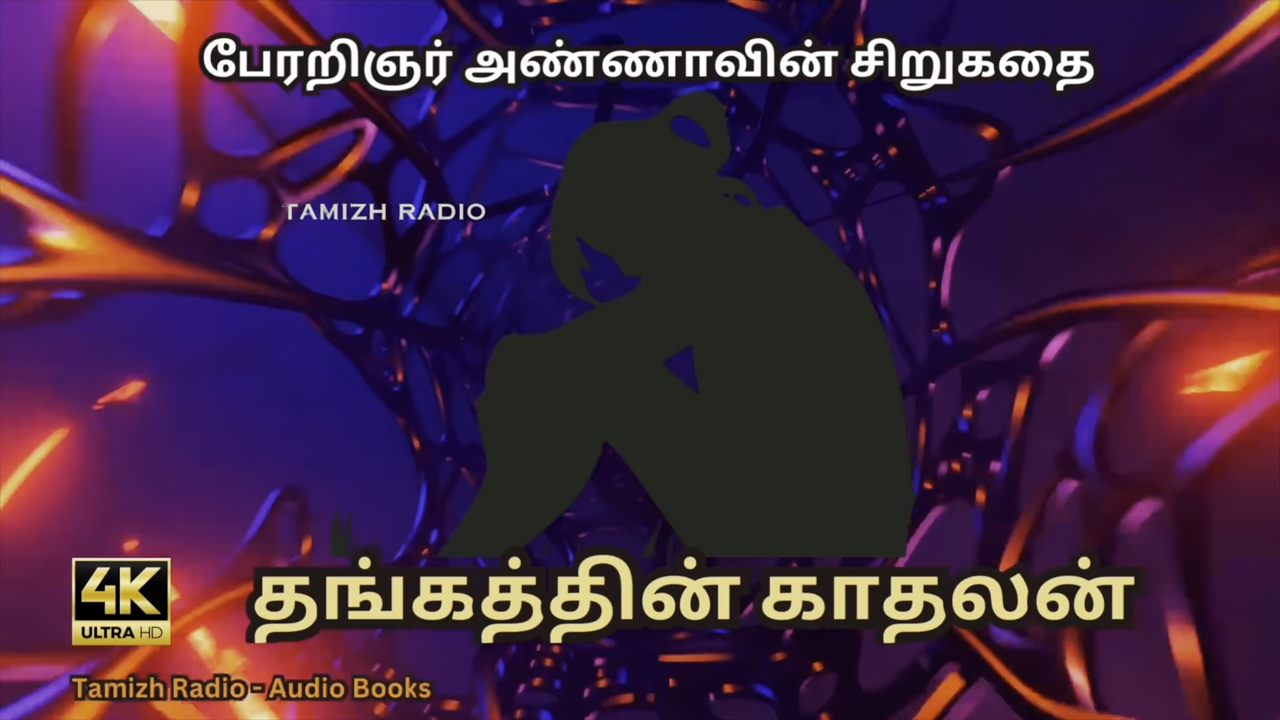 பேரறிஞர் அண்ணாவின் சிறுகதை
TAMIZH RADIO
4K
ULTRA HD
தங்கத்தின் காதலன்
Tamizh Radio - Audio Books